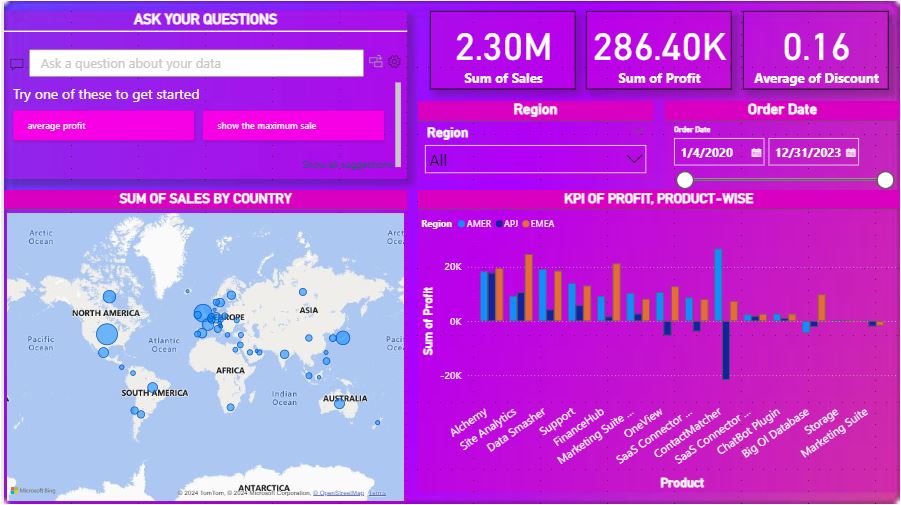 ASK YOUR QUESTIONS
Ask a question about your data
Try one of these to get started
average profit
show the maximum sale
Show all suggestions
2.30M
Sum of Sales
286.40K
Sum of Profit
0.16
Average of Discount
Region
Region
All
Order Date
Order Date
1/4/2020
12/31/2023
SUM OF SALES BY COUNTRY
Arctic
Ocean
Arct
Ocea
NORTH AMERICA
EUROPE
ASIA
Pacific
Ocean
Atlantic
Ocean
Pacific
Ocean
AFRICA
SOUTH AMERICA
Indian
Ocean
AUSTRALIA
ANTARCTICA
Microsoft Bing
© 2024 TomTom, © 2024 Microsoft Corporation, © OpenStreetMap Terms
KPI OF PROFIT, PRODUCT-WISE
Region AMER APJ EMEA
Sum of Profit
20K
0K
-20K
Alchemy
Site Analytics
Data Smasher
Support
FinanceHub
Marketing Suite ...
OneView
SaaS Connector ...
ContactMatcher
SaaS Connector ...
ChatBot Plugin
Big Ol Database
Storage
Marketing Suite
Product